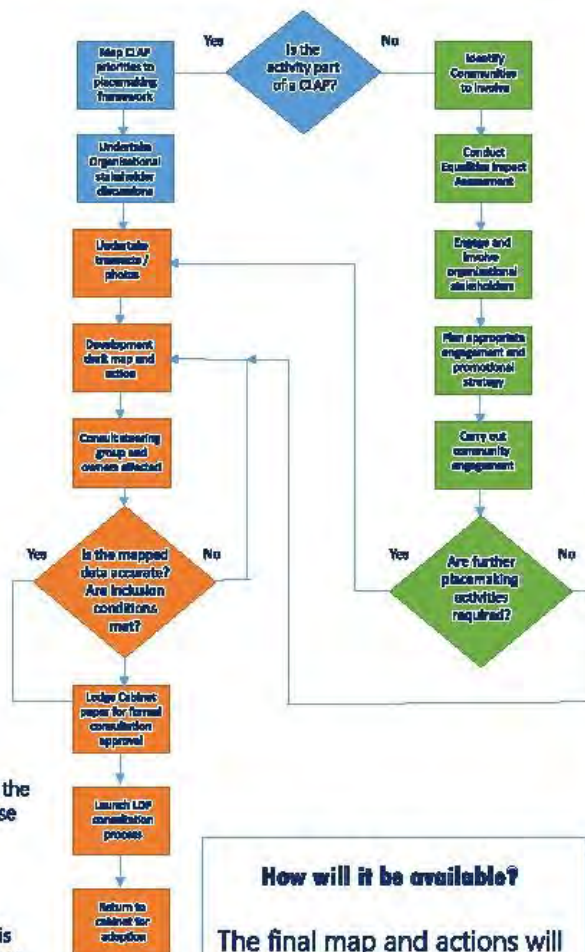 Map CLAP
priorities to
placemaking
framework
Yes
Is the
activity part
of a CLAP?
No
Identify
Communities
to involve
Undertake
Organisational
stakeholder
discussions
Conduct
Equalities Impact
Assessment
Undertake
transects /
photos
Engage and
involve
organisational
stakeholders
Development
draft map and
action
Plan appropriate
engagement and
promotional
strategy
Consult steering
group and
owners affected
Carry out
community
engagement
Yes
Is the mapped
data accurate?
Are inclusion
conditions
met?
No
Yes
Are further
placemaking
activities
required?
No
Lodge Cabinet
paper for formal
consultation
approval
the
se
Launch LDP
consultation
process
Return to
cabinet for
adoption
is
How will it be available?
The final map and actions will